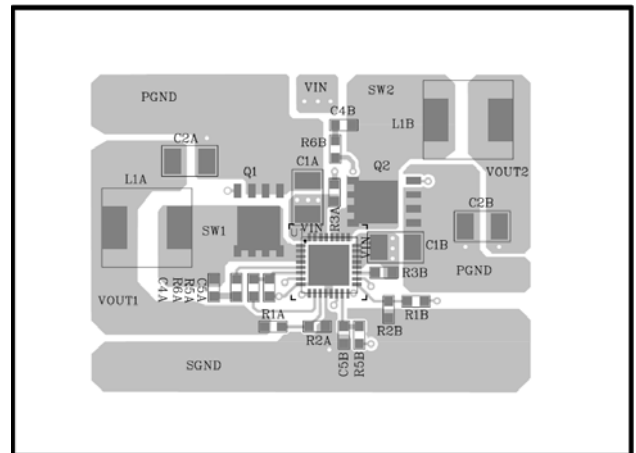 PGND
VIN
SW2
C4B
L1B
R6B
C2A
C1A
Q1
Q2
VOUT2
L1A
R3A
C2B
SW1
U
VIN
VIN
C1B
R3B
PGND
C4A
R6A
R5A
C5A
VOUT1
R1A
R2A
R1B
R2B
C5B
R5B
SGND